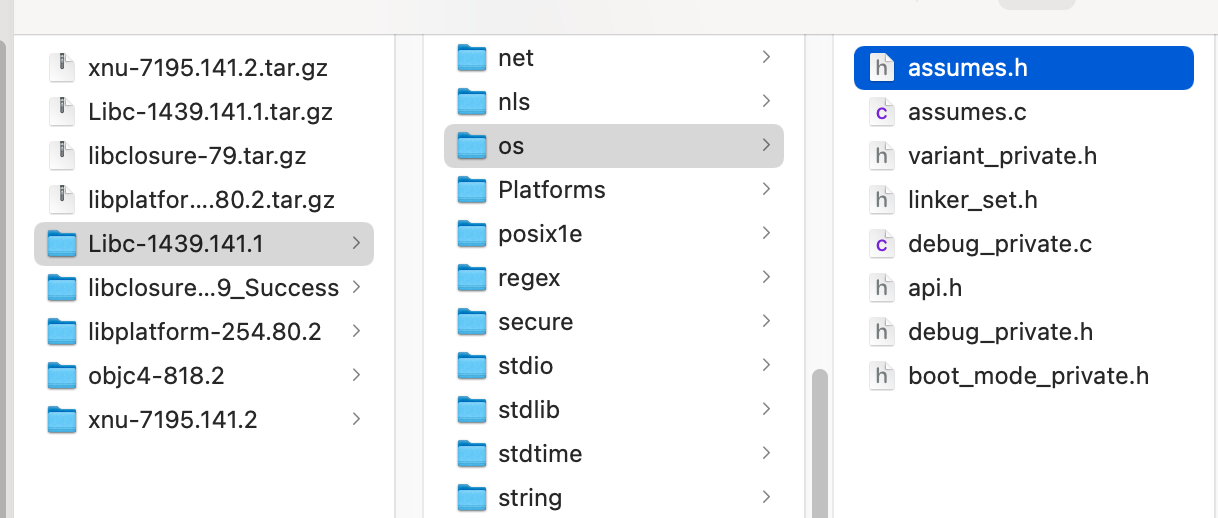 xnu-7195.141.2.tar.gz
Libc-1439.141.1.tar.gz
libclosure-79.tar.gz
libplatfor....80.2.tar.gz
Libc-1439.141.1
libclosure...9_Success
libplatform-254.80.2
objc4-818.2
xnu-7195.141.2
net
nls
os
Platforms
posix1e
regex
secure
stdio
stdlib
stdtime
string
h assumes.h
c assumes.c
h variant_private.h
h linker_set.h
c debug_private.c
h api.h
h debug_private.h
h boot_mode_private.h